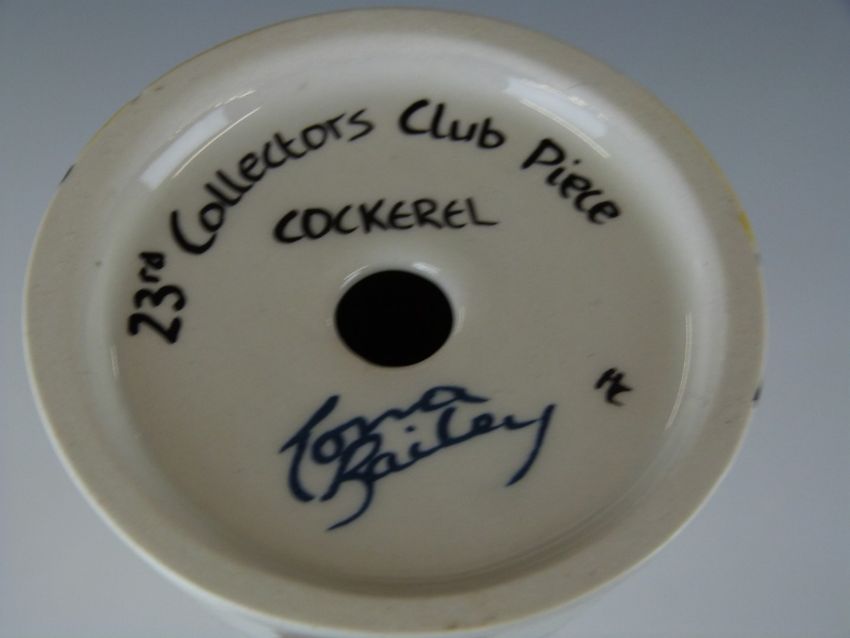 23rd Collectors Club Piece
COCKEREL
Lorna
Bailey